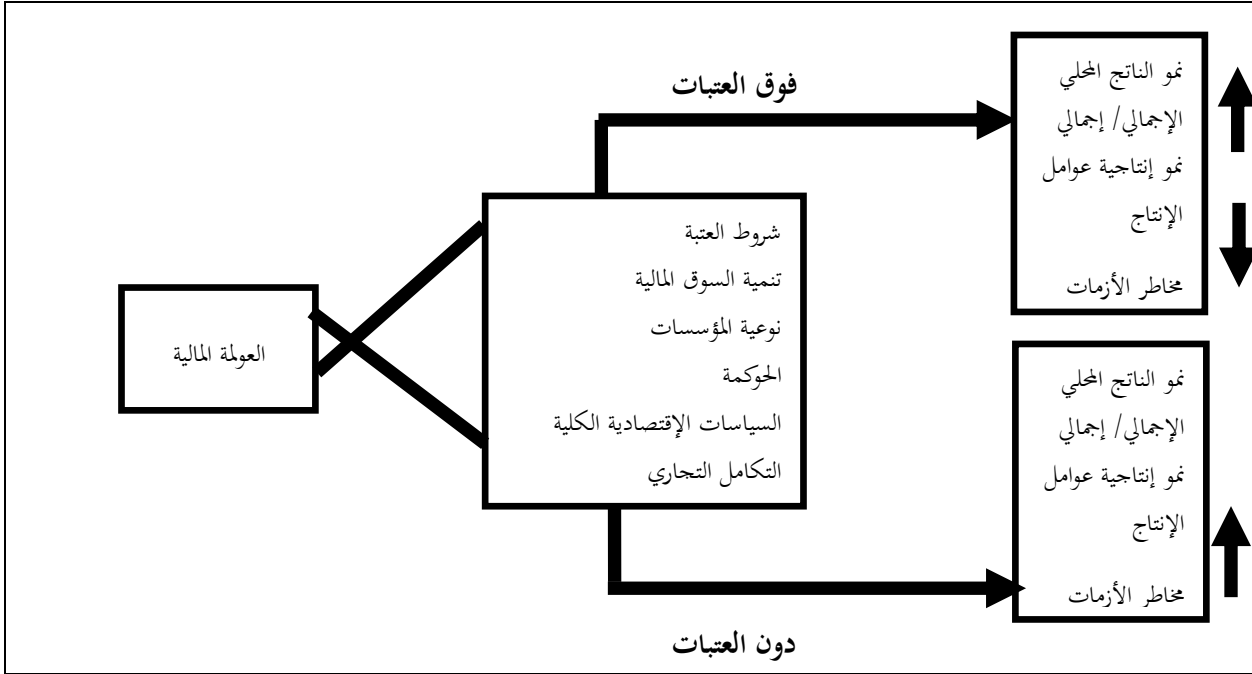 فوق العتبات
نمو الناتج المحلي
الإجمالي/ إجمالي
نمو إنتاجية عوامل
الإنتاج
مخاطر الأزمات
شروط العتبة
تنمية السوق المالية
نوعية المؤسسات
الحوكمة
السياسات الإقتصادية الكلية
التكامل التجاري
العولمة المالية
نمو الناتج المحلي
الإجمالي/ إجمالي
نمو إنتاجية عوامل
الإنتاج
مخاطر الأزمات
دون العتبات